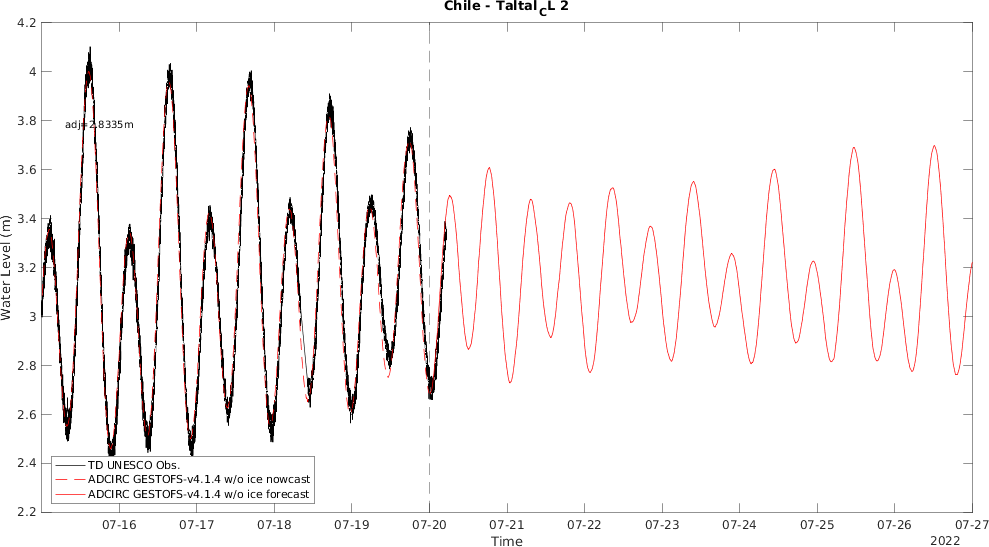 Chile - Taltal_CL 2
4.2
4
3.8
3.6
3.4
3.2
3
2.8
2.6
2.4
2.2
Water Level (m)
adj=2.8335m
TD UNESCO Obs.
ADCIRC GESTOFS-v4.1.4 w/o ice nowcast
ADCIRC GESTOFS-v4.1.4 w/o ice forecast
07-16 07-17 07-18 07-19 07-20 07-21 07-22 07-23 07-24 07-25 07-26 07-27
Time
2022